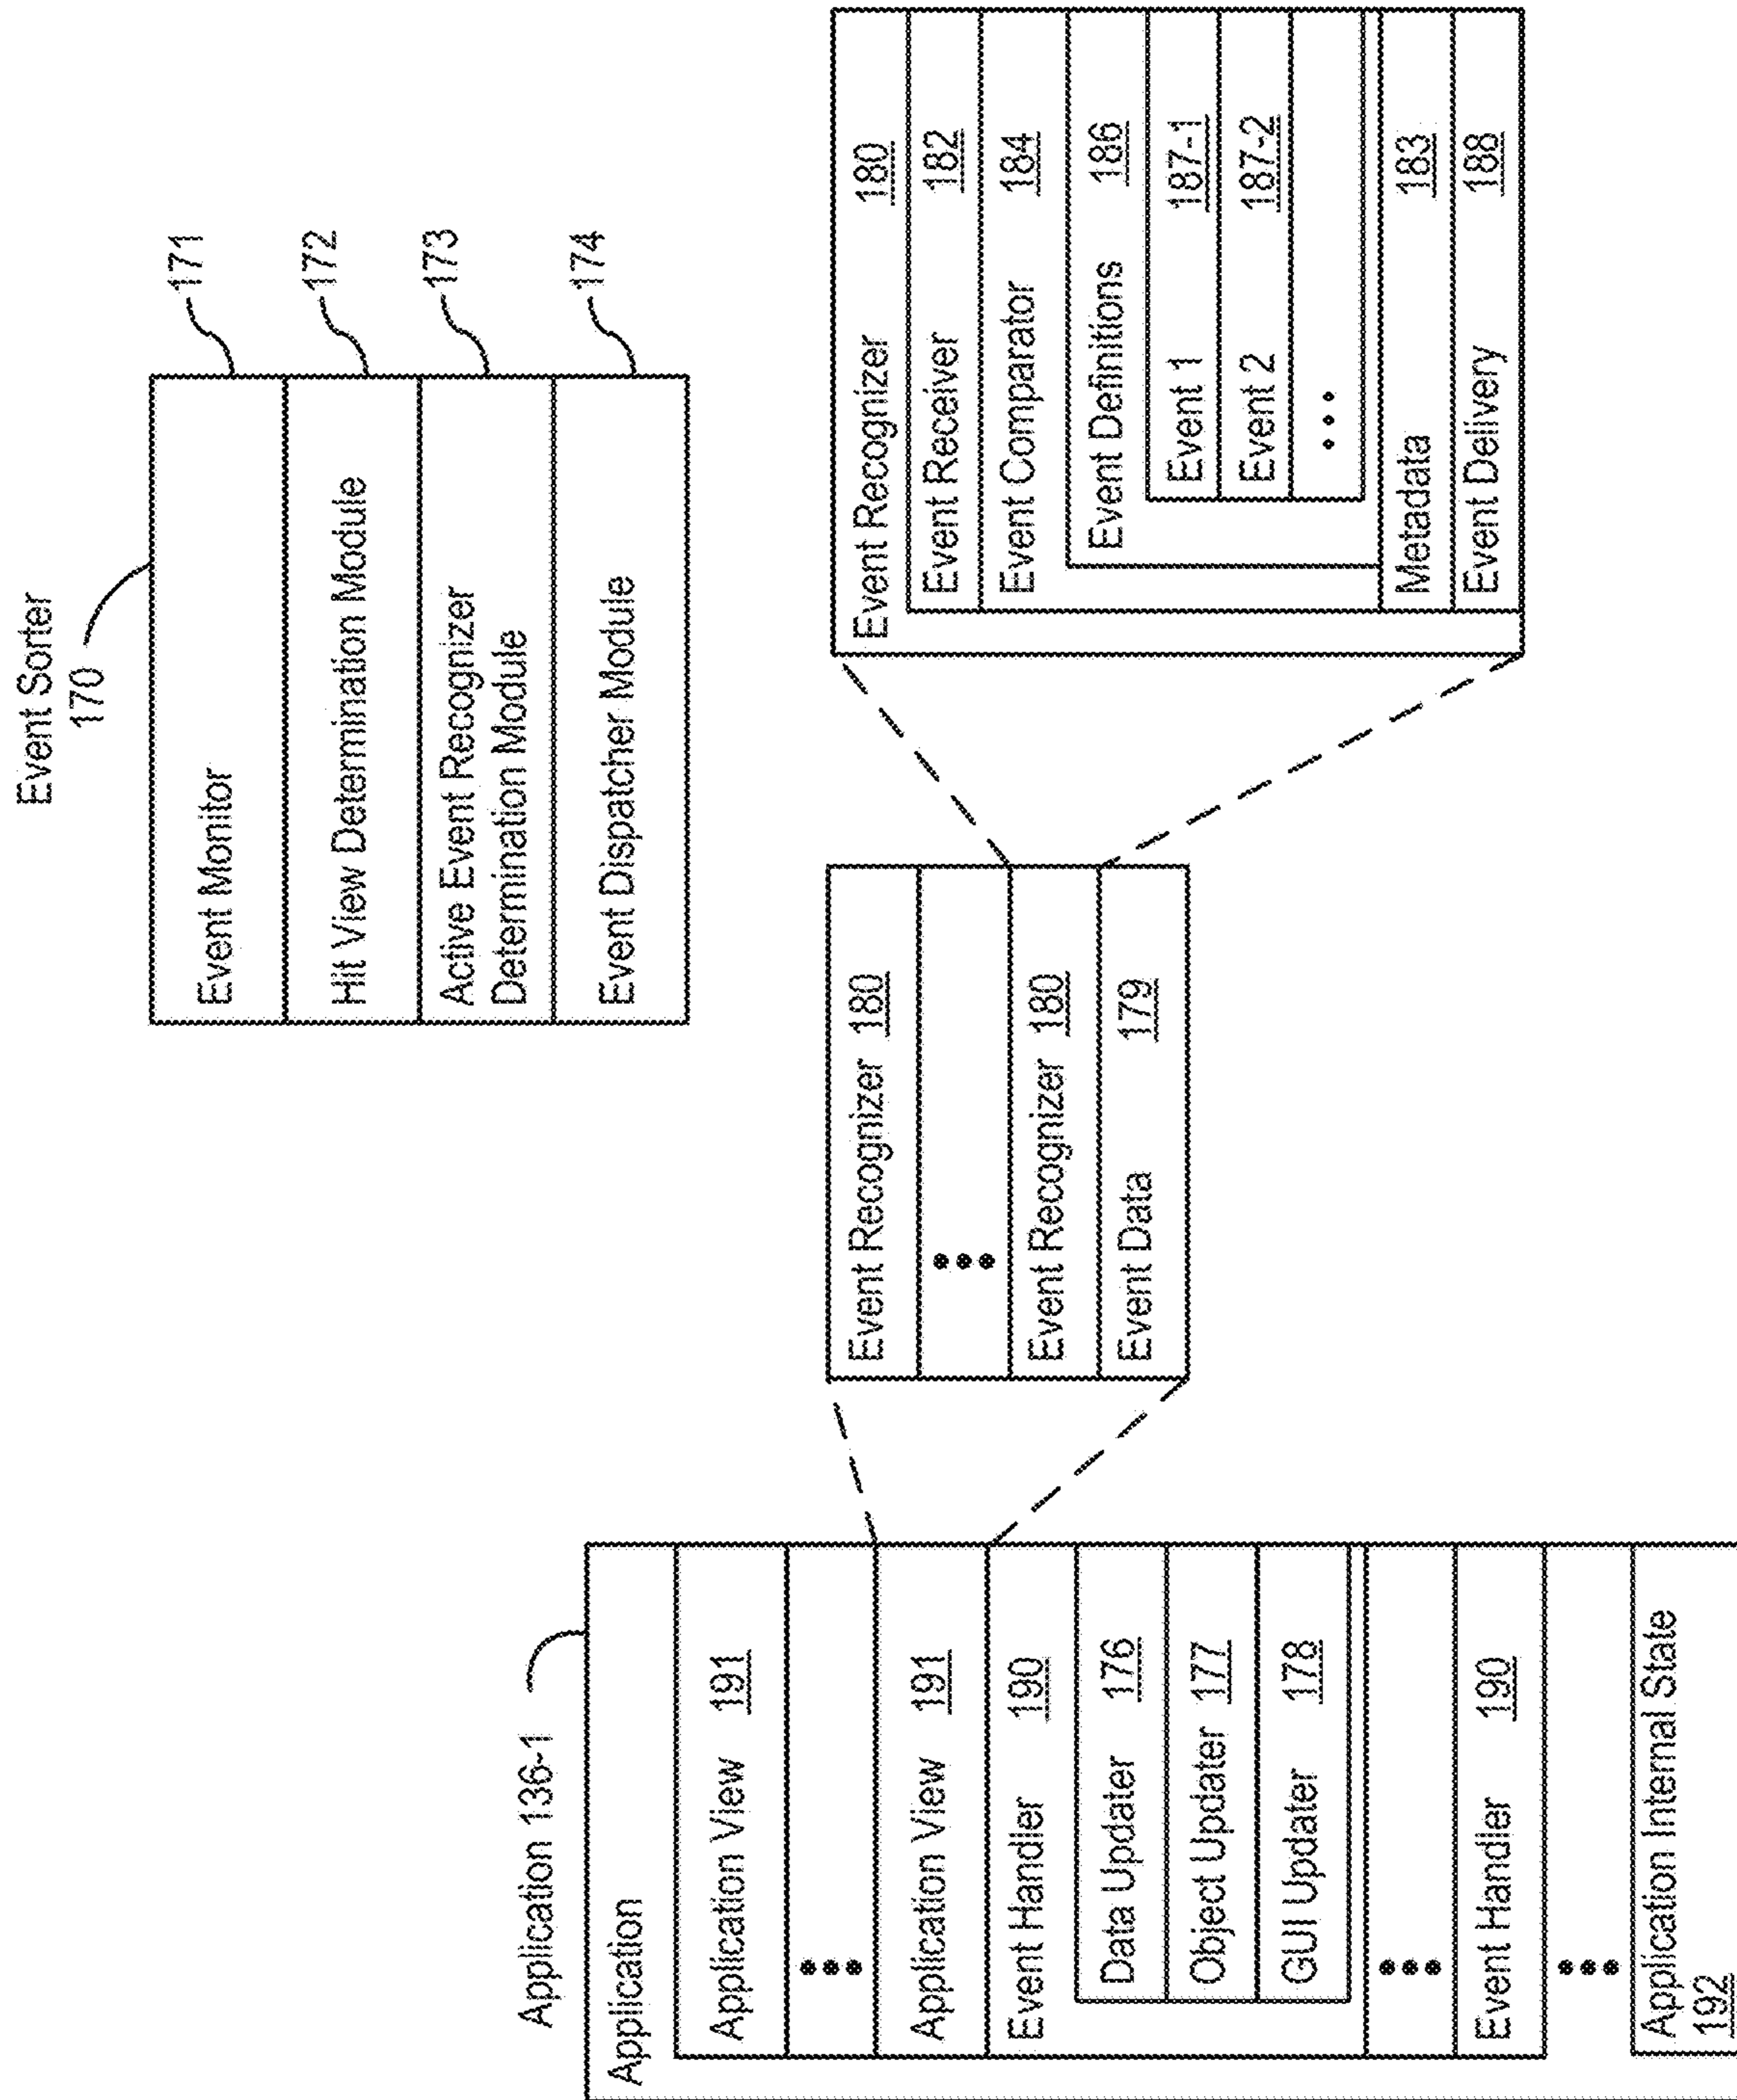 Event Sorter
170
Event Monitor
171
Hit View Determination Module
172
Active Event Recognizer
Determination Module
173
Event Dispatcher Module
174
Application 136-1
Application
Application View 191
•••
Application View 191
Event Handler 190
Data Updater 176
Object Updater 177
GUI Updater 178
•••
Event Handler 190
•••
Application Internal State
192
Event Recognizer 180
•••
Event Recognizer 180
Event Data 179
Event Recognizer 180
Event Receiver 182
Event Comparator 184
Event Definitions 186
Event 1 187-1
Event 2 187-2
•••
Metadata 183
Event Delivery 188